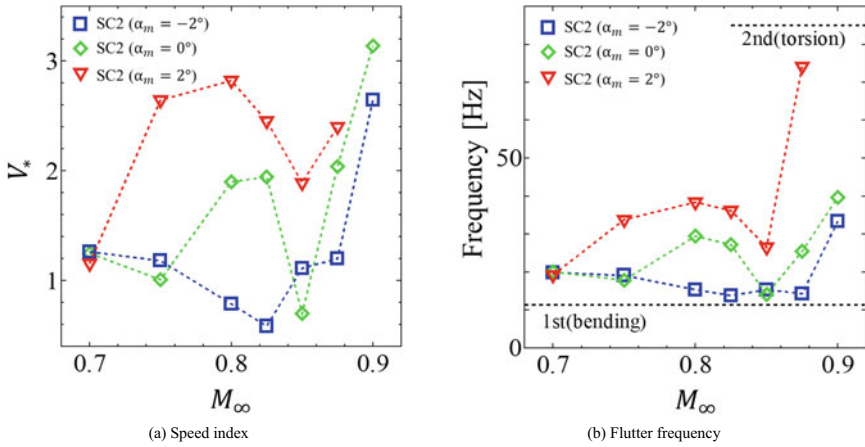 SC2 (αₘ = −2°)
SC2 (αₘ = 0°)
SC2 (αₘ = 2°)
3
2
1
V*
0.7 0.8 0.9
M∞
(a) Speed index
SC2 (αₘ = −2°)
SC2 (αₘ = 0°)
SC2 (αₘ = 2°)
2nd(torsion)
1st(bending)
50
0
Frequency [Hz]
0.7 0.8 0.9
M∞
(b) Flutter frequency